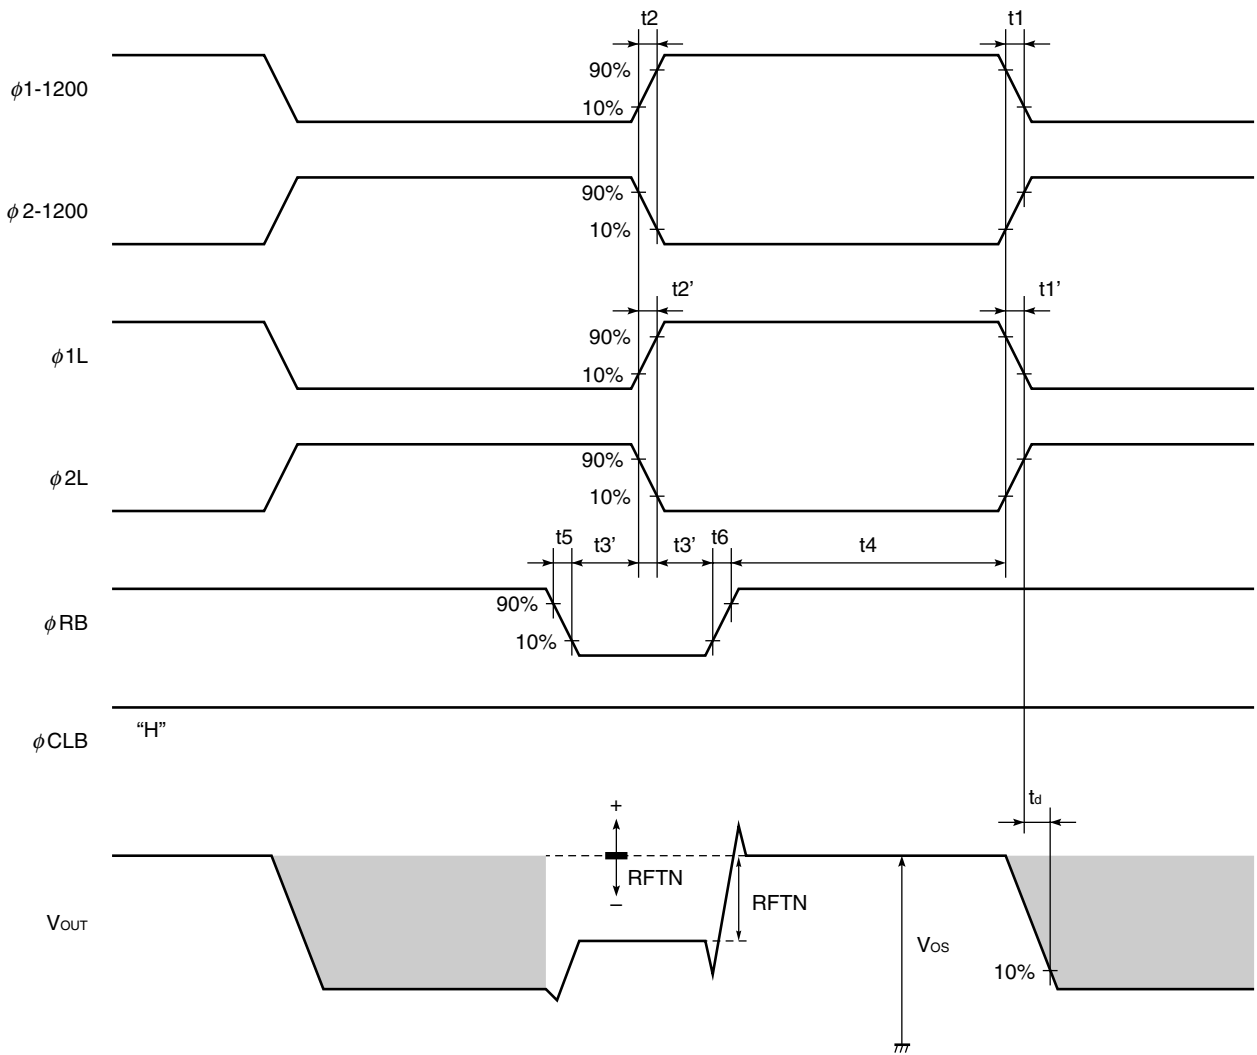 t2
t1
90%
ϕ1-1200
10%
90%
ϕ2-1200
10%
t2’
t1’
90%
ϕ1L
10%
90%
ϕ2L
10%
t5 t3’ t3’ t6 t4
90%
ϕRB
10%
“H”
ϕCLB
td
+
RFTN
–
RFTN
VOUT
VOS
10%